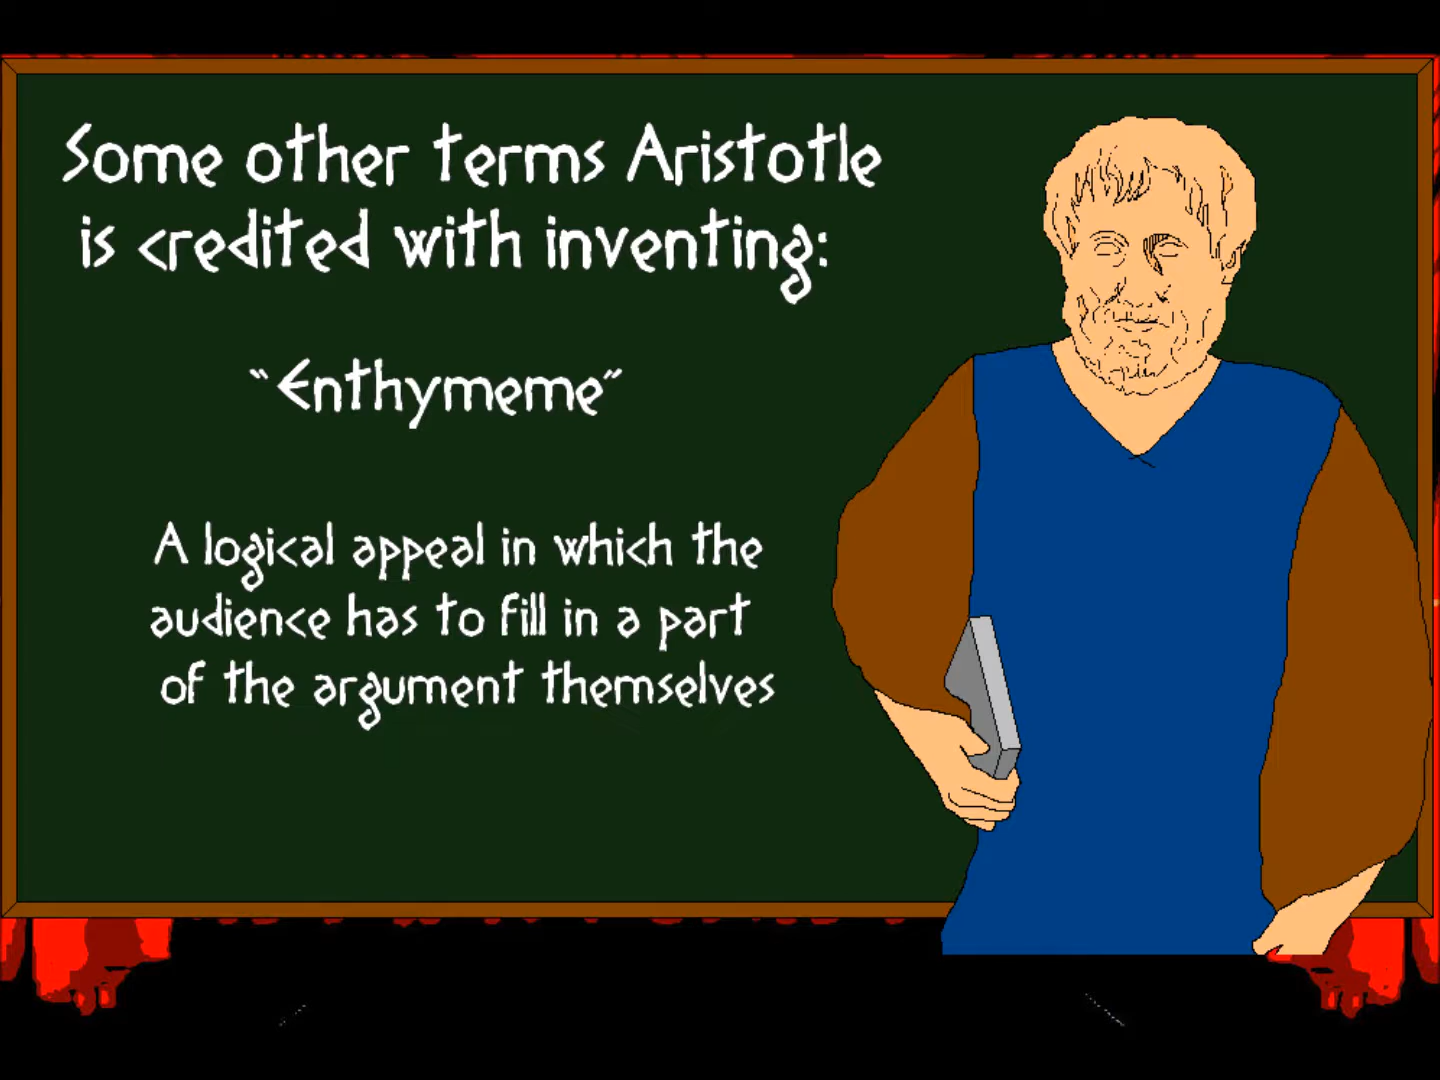 Some other terms Aristotle
is credited with inventing:
"Enthymeme"
A logical appeal in which the
audience has to fill in a part
of the argument themselves